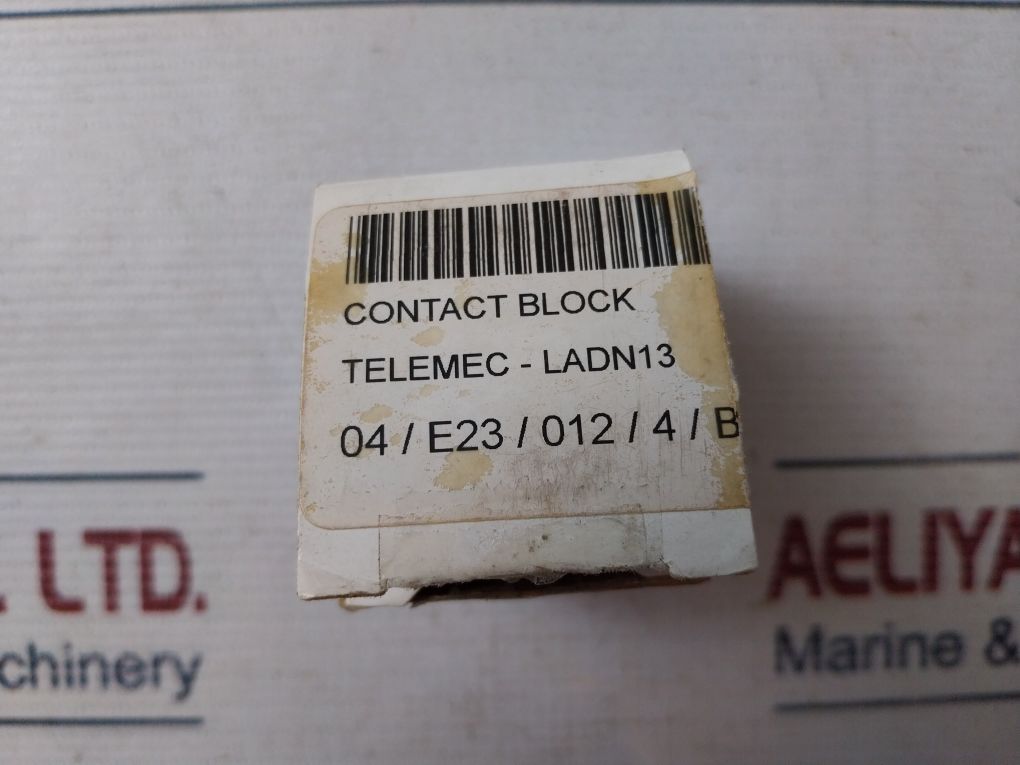 CONTACT BLOCK
TELEMEC - LADN13
04 / E23 / 012 / 4 / B
. LTD.
chinery
AELIYA
Marine &